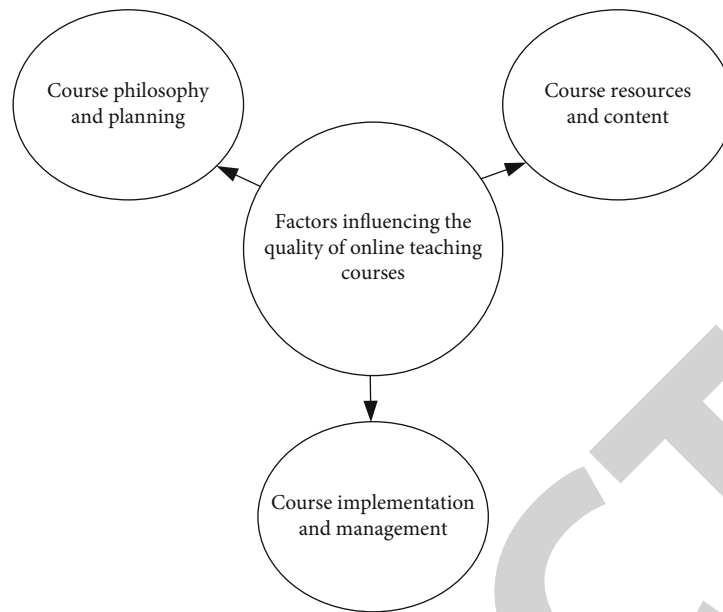 Course philosophy
and planning
Course resources
and content
Factors influencing the
quality of online teaching
courses
Course implementation
and management
CT